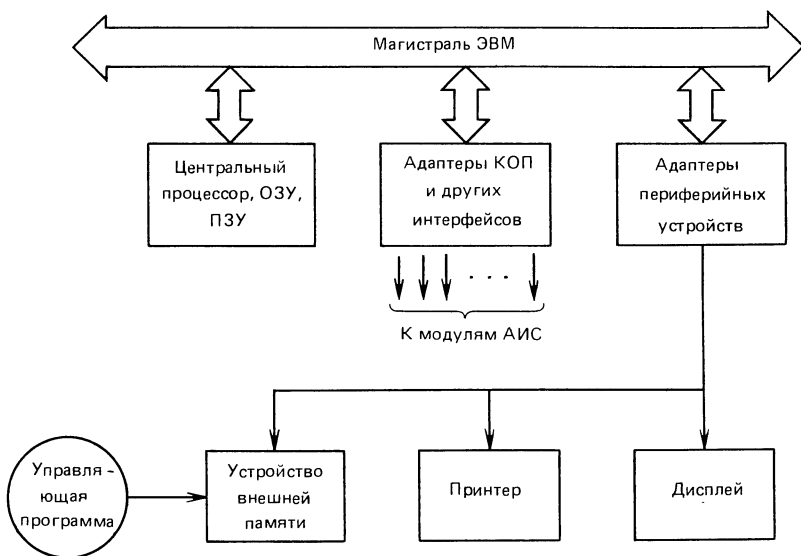 Магистраль ЭВМ
Центральный
процессор, ОЗУ,
ПЗУ
Адаптеры КОП
и других
интерфейсов
Адаптеры
периферийных
устройств
. . .
К модулям АИС
Управля -
ющая
программа
Устройство
внешней
памяти
Принтер
Дисплей